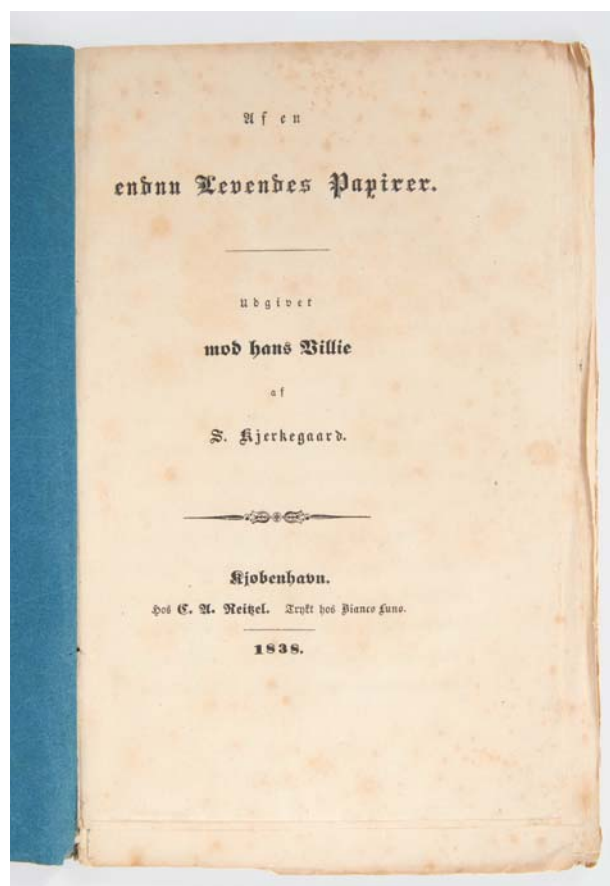 Af en
endnu Levendes Papirer.
Udgivet
mod hans Villie
af
S. Kjerkegaard.
Kjøbenhavn.
Hos C. A. Reitzel. Trykt hos Bianco Luno.
1838.